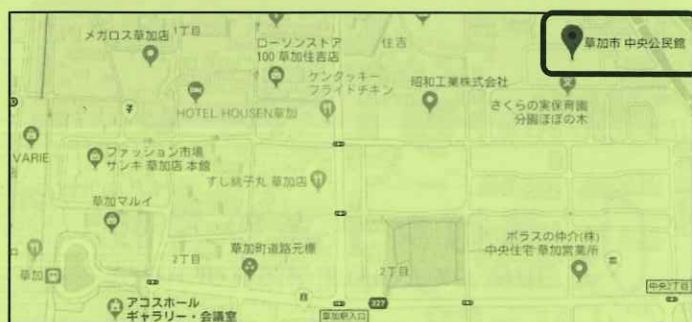 メガロス草加店
1丁目
ローソンストア
100 草加住吉店
住吉
草加市 中央公民館
ケンタッキー
フライドチキン
昭和工業株式会社
さくらの実保育園
分園ぽぽの木
HOTEL HOUSEN草加
VARIE
ファッション市場
サンキ 草加店 本館
すし銚子丸 草加店
草加マルイ
ポラスの仲介(株)
中央住宅 草加営業所
2丁目
草加町道路元標
2丁目
草加
中央2丁目
327
アコスホール
ギャラリー・会議室
草加駅入口